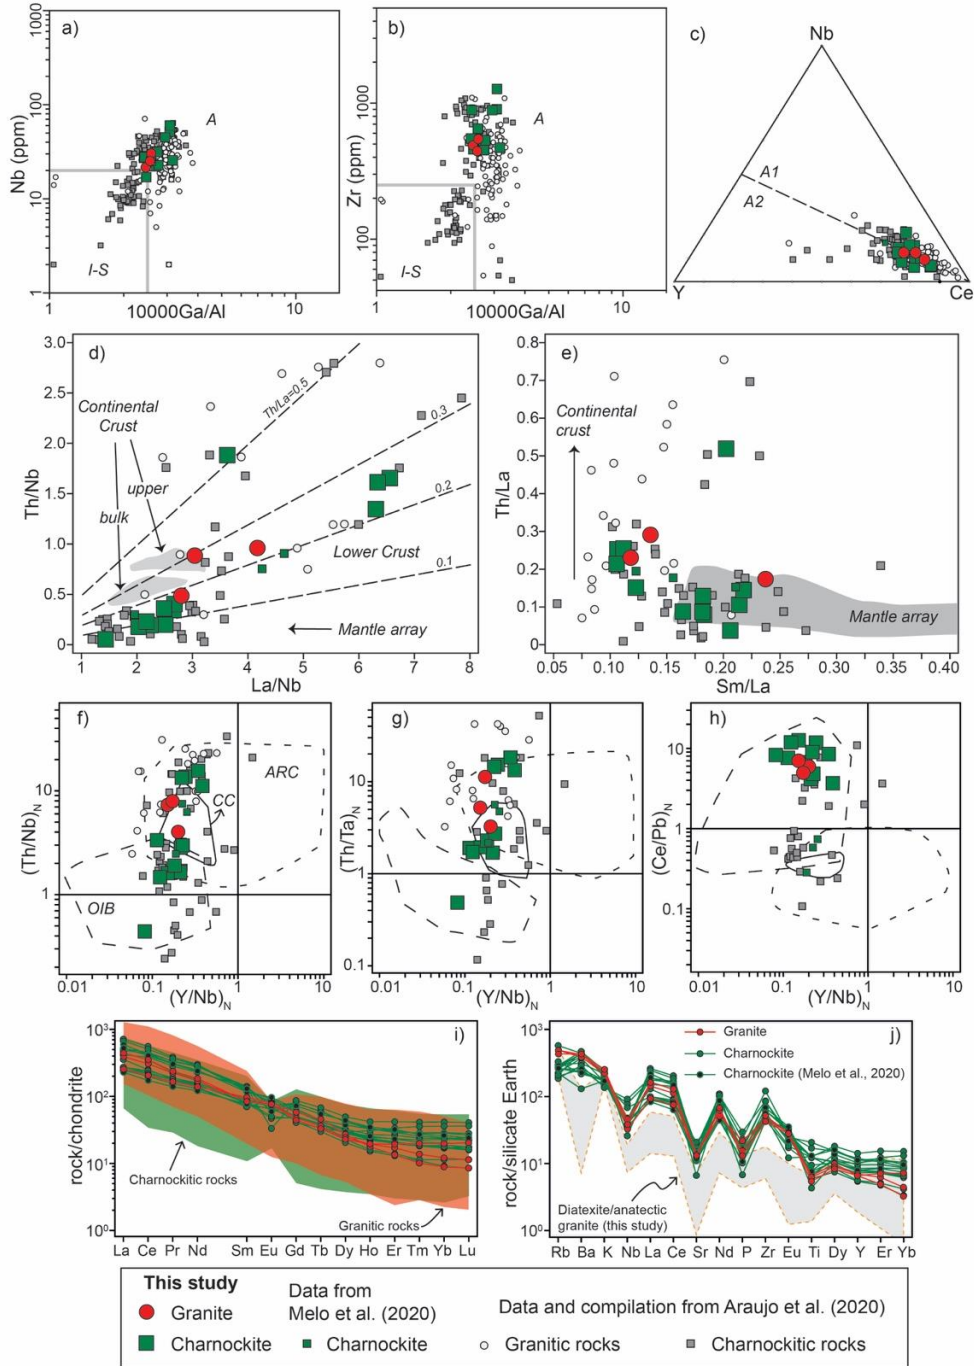 a)
Nb (ppm)
1000
100
10
1
A
I-S
1
10000Ga/Al
10
b)
Zr (ppm)
1000
100
A
I-S
1
10000Ga/Al
10
c)
Nb
A1
A2
Y
Ce
d)
Th/Nb
3.0
2.5
2.0
1.5
1.0
0.5
0
Continental
Crust
upper
bulk
Th/La=0.5
0.3
0.2
0.1
Lower Crust
Mantle array
1 2 3 4 5 6 7 8
La/Nb
e)
Th/La
0.8
0.7
0.6
0.5
0.4
0.3
0.2
0.1
0
Continental
crust
Mantle array
0.05 0.10 0.15 0.20 0.25 0.30 0.35 0.40
Sm/La
f)
(Th/Nb)N
10
1
ARC
CC
OIB
0.01 0.1 1 10
(Y/Nb)N
g)
(Th/Ta)N
10
1
0.1
0.01 0.1 1 10
(Y/Nb)N
h)
(Ce/Pb)N
10
1
0.1
0.01 0.1 1 10
(Y/Nb)N
i)
rock/chondrite
10³
10²
10¹
10⁰
Charnockitic rocks
Granitic rocks
La Ce Pr Nd Sm Eu Gd Tb Dy Ho Er Tm Yb Lu
j)
rock/silicate Earth
10³
10²
10¹
10⁰
Granite
Charnockite
Charnockite (Melo et al., 2020)
Diatexite/anatectic
granite (this study)
Rb Ba K Nb La Ce Sr Nd P Zr Eu Ti Dy Y Er Yb
This study
Granite
Charnockite
Data from
Melo et al. (2020)
Charnockite
Data and compilation from Araujo et al. (2020)
Granitic rocks
Charnockitic rocks